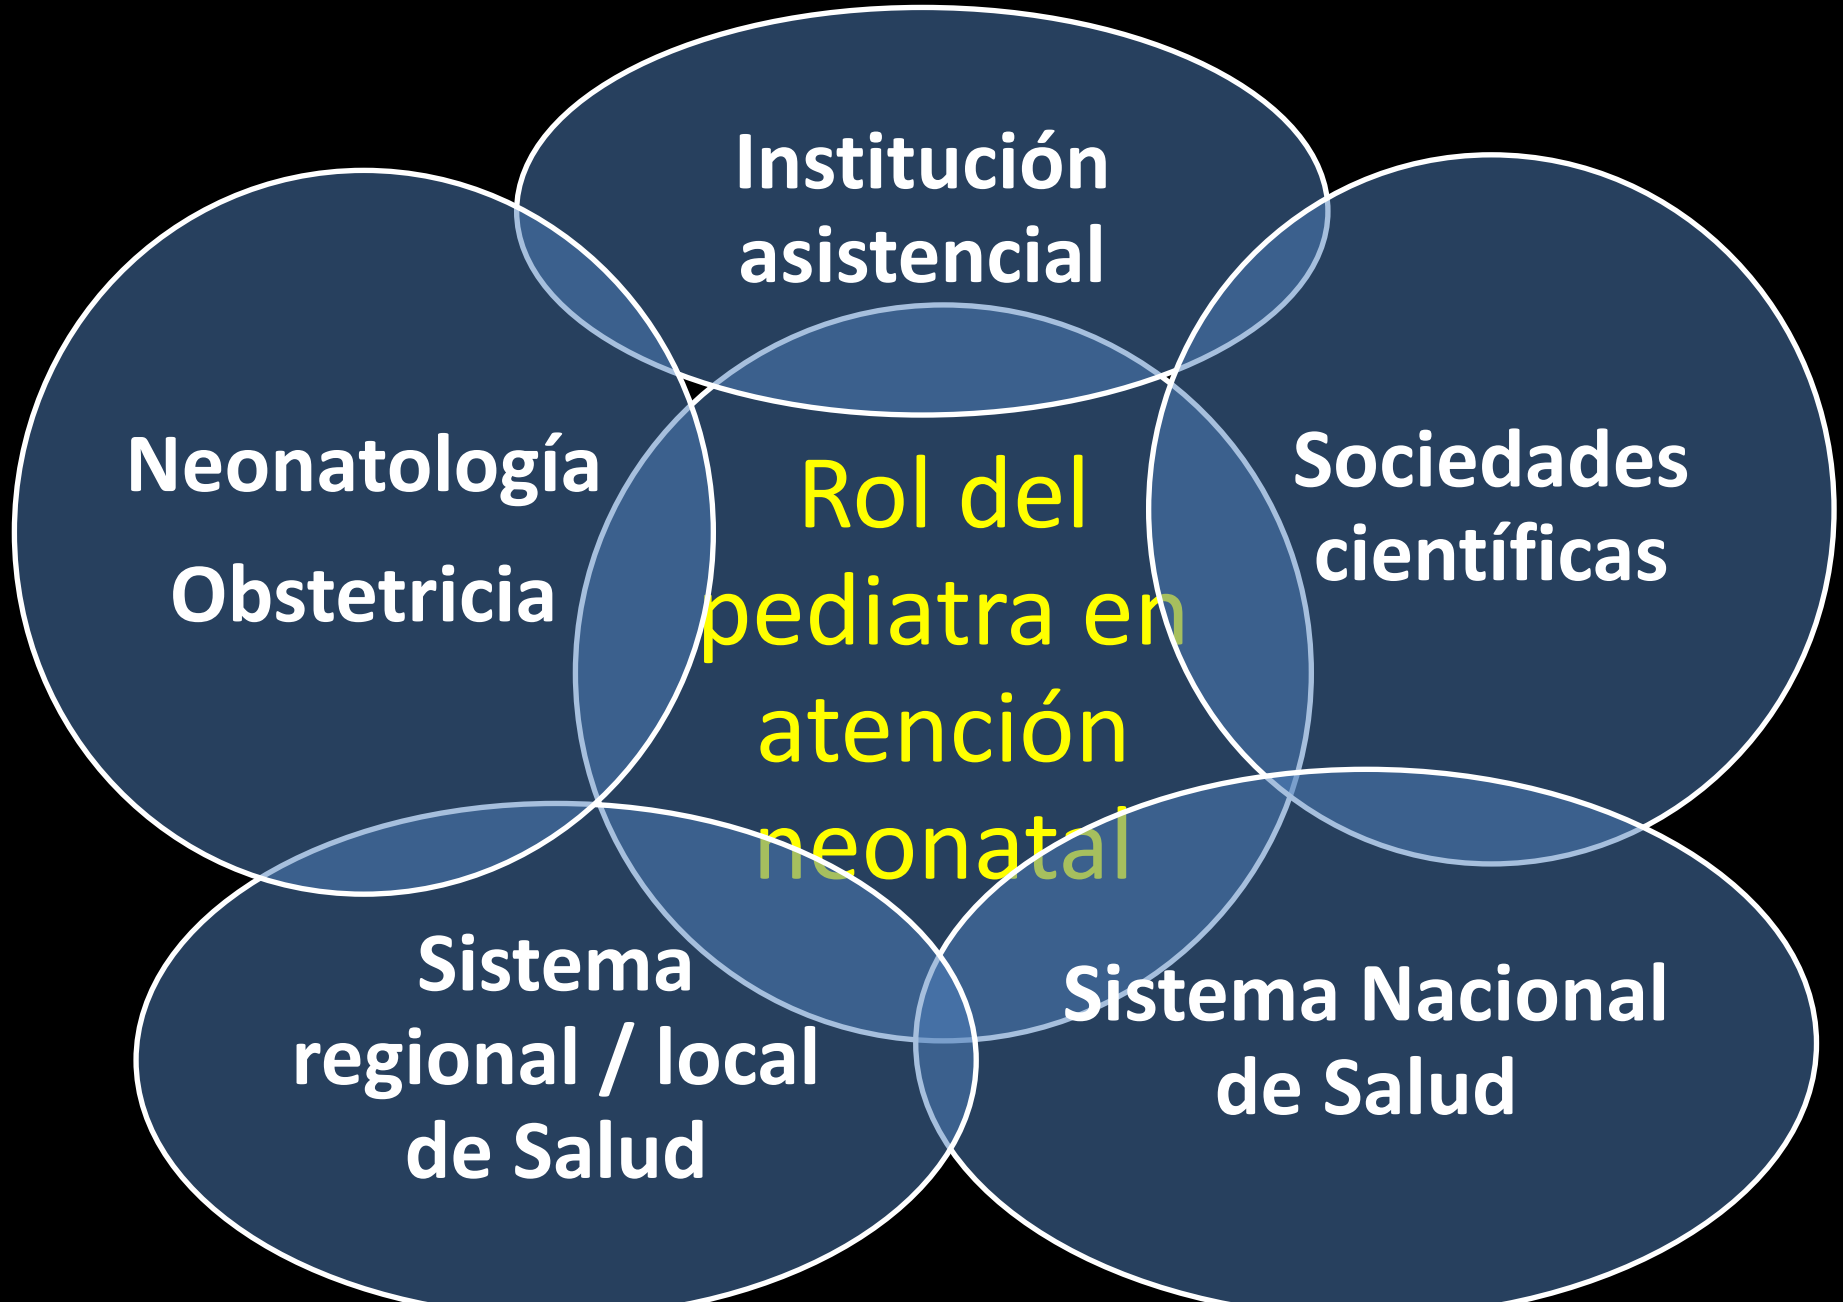 Institución
asistencial
Neonatología
Obstetricia
Sociedades
científicas
Rol del
pediatra en
atención
neonatal
Sistema
regional / local
de Salud
Sistema Nacional
de Salud